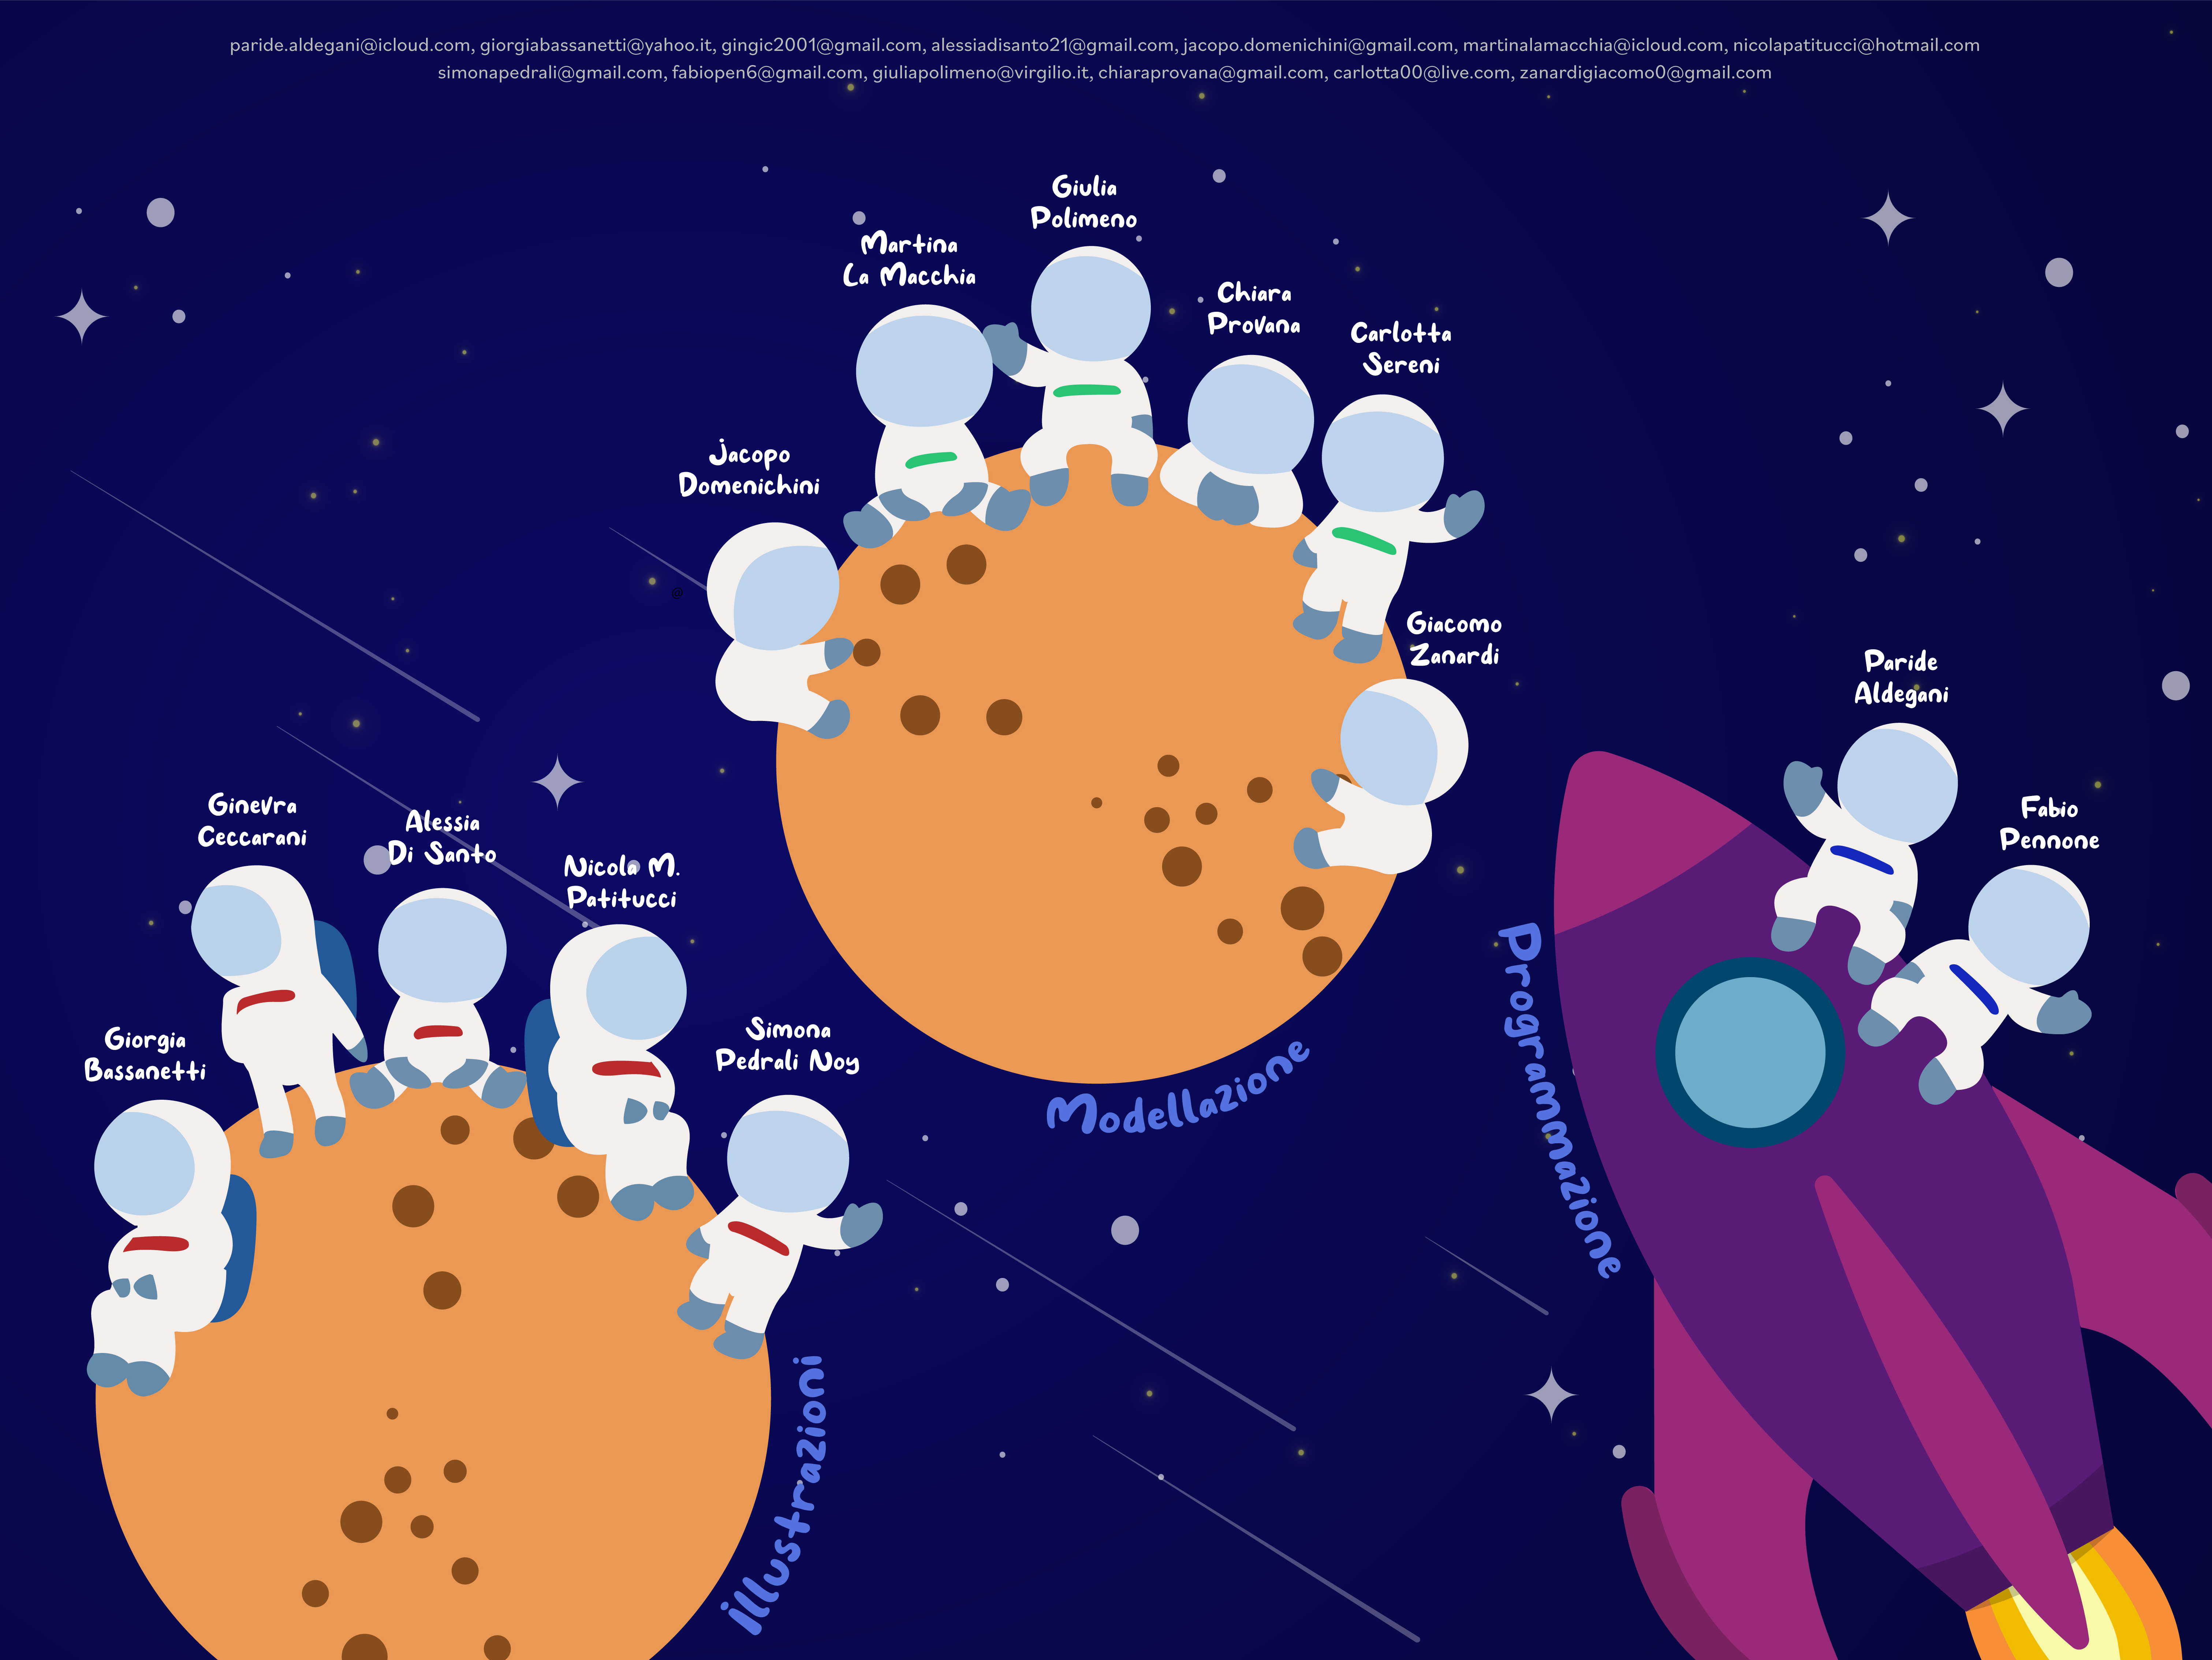 paride.aldegani@icloud.com, giorgiabassanetti@yahoo.it, gingic2001@gmail.com, alessiadisanto21@gmail.com, jacopo.domenichini@gmail.com, martinalamacchia@icloud.com, nicolapatitucci@hotmail.com
simonapedrali@gmail.com, fabiopen6@gmail.com, giuliapolimeno@virgilio.it, chiaraprovana@gmail.com, carlotta00@live.com, zanardigiacomo0@gmail.com
Giulia
Polimeno
Martina
La Macchia
Chiara
Provana
Carlotta
Sereni
Jacopo
Domenichini
@
Giacomo
Zanardi
Modellazione
Paride
Aldegani
Fabio
Pennone
Programmazione
Ginevra
Ceccarani
Alessia
Di Santo
Nicola M.
Patitucci
Giorgia
Bassanetti
Simona
Pedrali Noy
illustrazioni